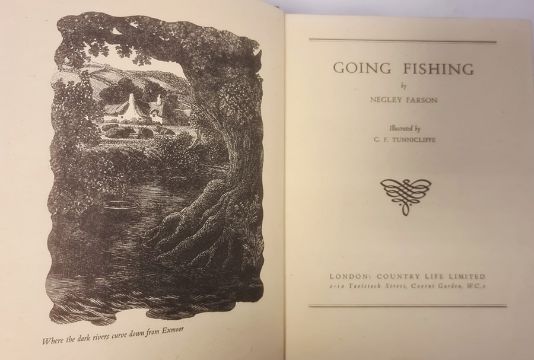 Where the dark rivers curve down from Exmoor
GOING FISHING
by
NEGLEY FARSON
Illustrated by
C. F. TUNNICLIFFE
LONDON: COUNTRY LIFE LIMITED
2-10 Tavistock Street, Covent Garden, W.C.2